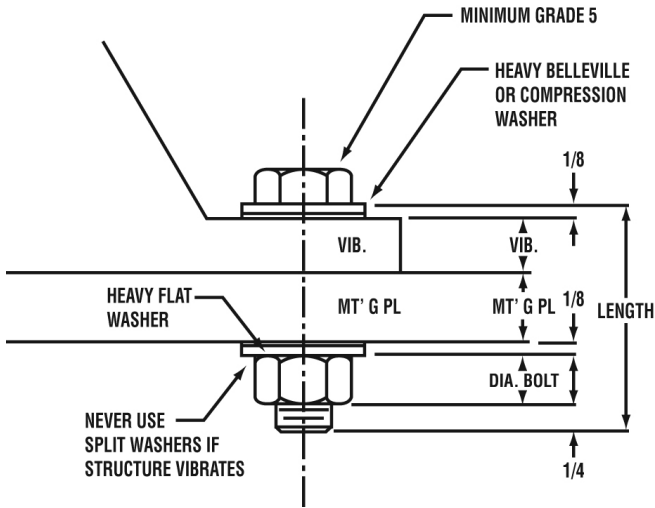 MINIMUM GRADE 5
HEAVY BELLEVILLE
OR COMPRESSION
WASHER
1/8
VIB.
VIB.
HEAVY FLAT
WASHER
MT' G PL
MT' G PL
1/8
LENGTH
DIA. BOLT
NEVER USE
SPLIT WASHERS IF
STRUCTURE VIBRATES
1/4